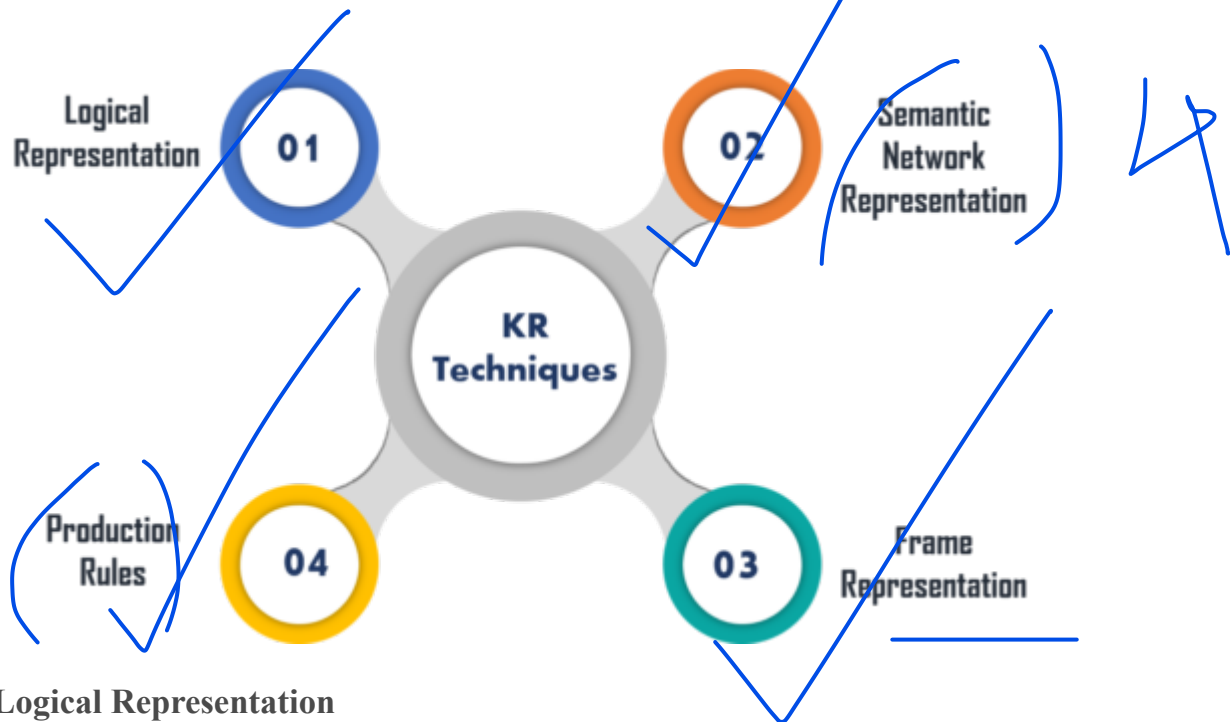 Logical
Representation
01
02
Semantic
Network
Representation
4
KR
Techniques
Production
Rules
04
03
Frame
Representation
Logical Representation